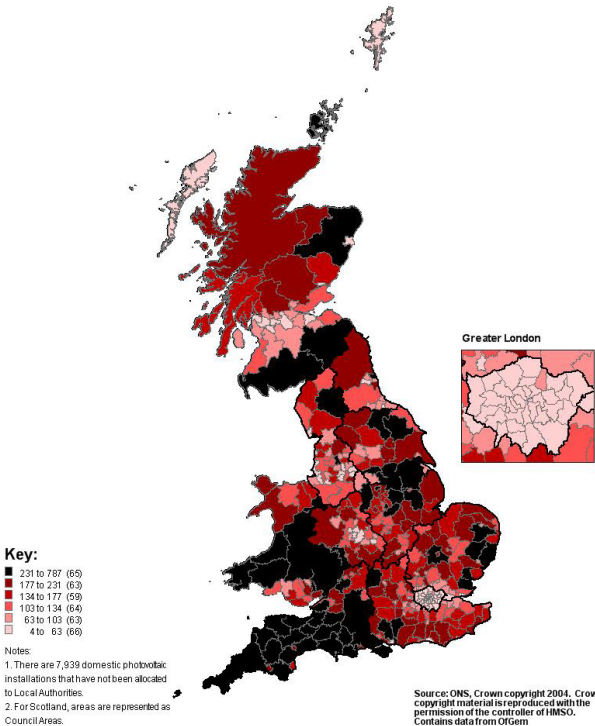 Greater London
Key:
231 to 787 (65)
177 to 231 (63)
134 to 177 (59)
103 to 134 (64)
63 to 103 (63)
4 to 63 (66)
Notes:
1. There are 7,939 domestic photovoltaic
installations that have not been allocated
to Local Authorities.
2. For Scotland, areas are represented as
Council Areas.
Source: ONS, Crown copyright 2004. Crow
copyright material is reproduced with the
permission of the controller of HMSO.
Contains data from OfGem